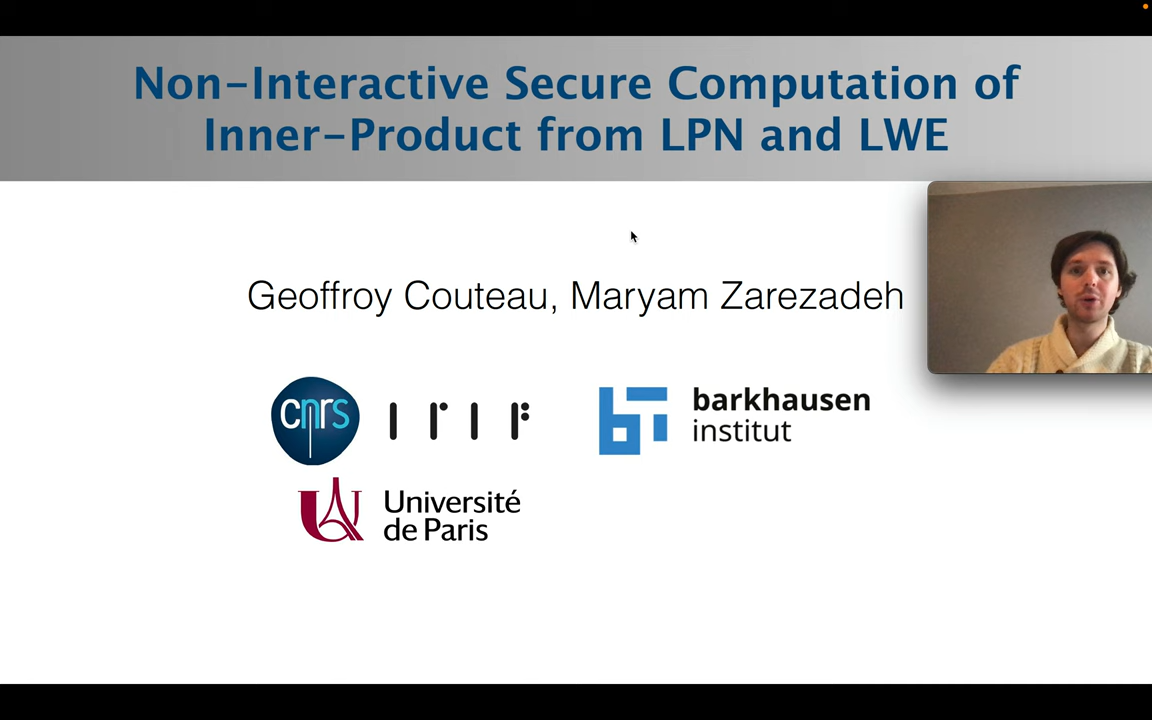 Non-Interactive Secure Computation of
Inner-Product from LPN and LWE
Geoffroy Couteau, Maryam Zarezadeh
cnrs
IRIF
barkhausen
institut
Université
de Paris